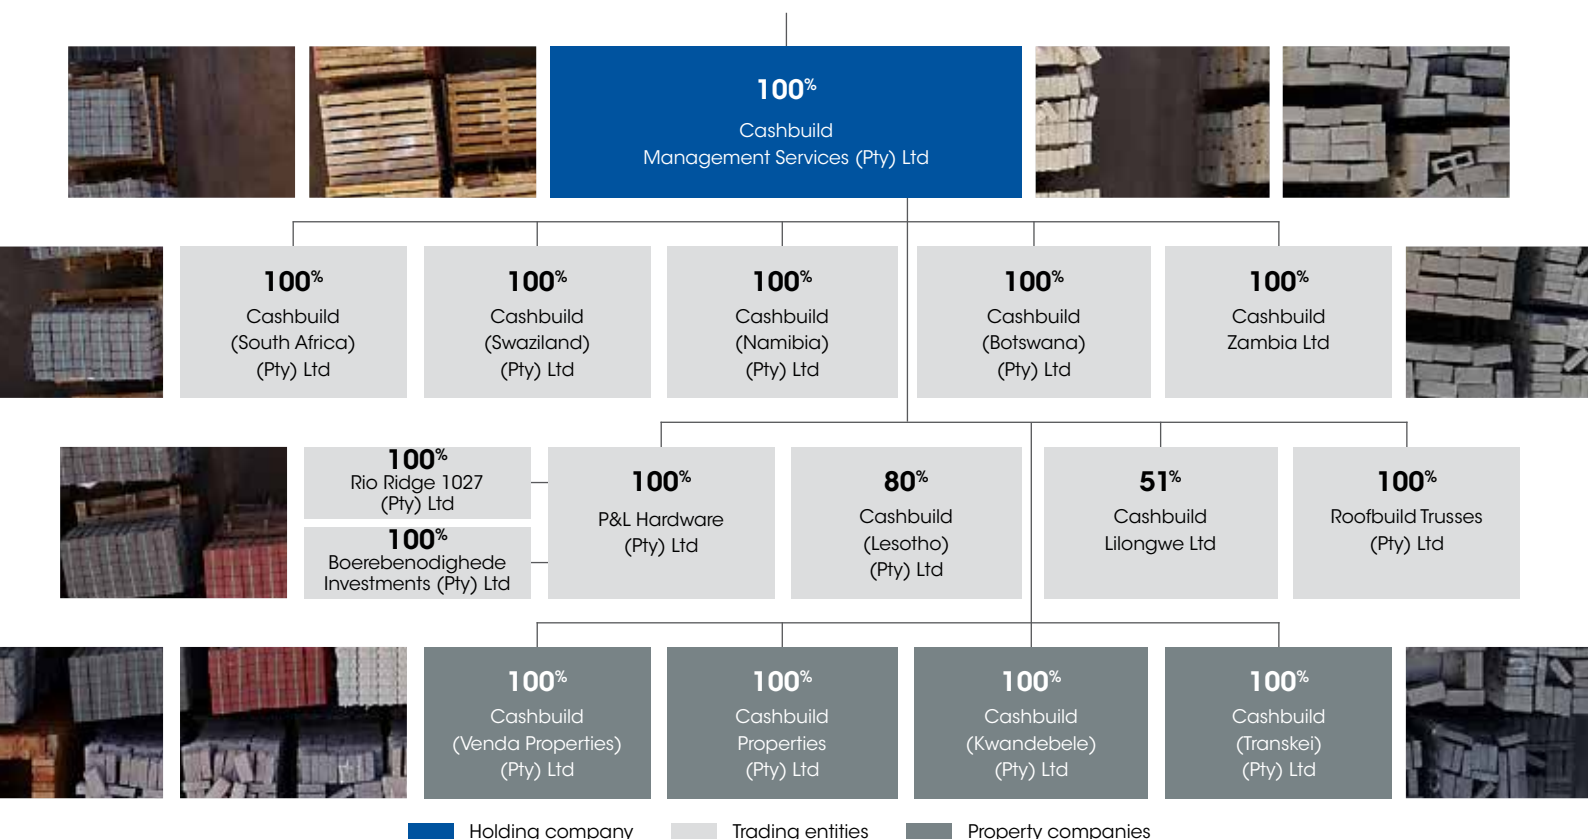 100%
Cashbuild
Management Services (Pty) Ltd
100%
Cashbuild
(South Africa)
(Pty) Ltd
100%
Cashbuild
(Swaziland)
(Pty) Ltd
100%
Cashbuild
(Namibia)
(Pty) Ltd
100%
Cashbuild
(Botswana)
(Pty) Ltd
100%
Cashbuild
Zambia Ltd
100%
Rio Ridge 1027
(Pty) Ltd
100%
Boerebenodighede
Investments (Pty) Ltd
100%
P&L Hardware
(Pty) Ltd
80%
Cashbuild
(Lesotho)
(Pty) Ltd
51%
Cashbuild
Lilongwe Ltd
100%
Roofbuild Trusses
(Pty) Ltd
100%
Cashbuild
(Venda Properties)
(Pty) Ltd
100%
Cashbuild
Properties
(Pty) Ltd
100%
Cashbuild
(Kwandebele)
(Pty) Ltd
100%
Cashbuild
(Transkei)
(Pty) Ltd
Holding company
Trading entities
Property companies